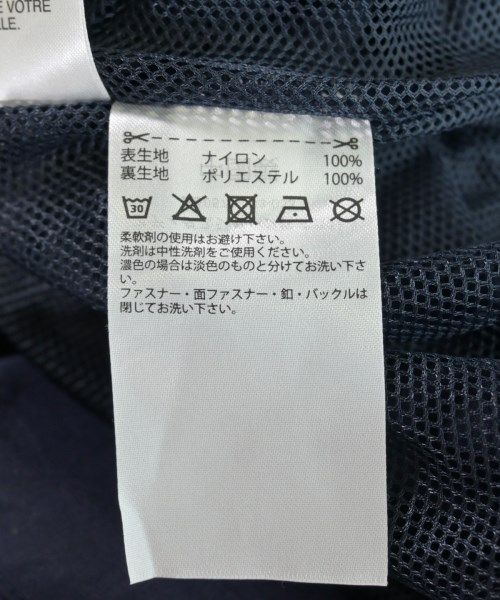 VOTRE
LLE.
表生地 ナイロン 100%
裏生地 ポリエステル 100%
30
柔軟剤の使用はお避け下さい。
洗剤は中性洗剤をご使用ください。
濃色の場合は淡色のものと分けてお洗い下さ
い。
ファスナー・面ファスナー・釦・バックルは
閉じてお洗い下さい。